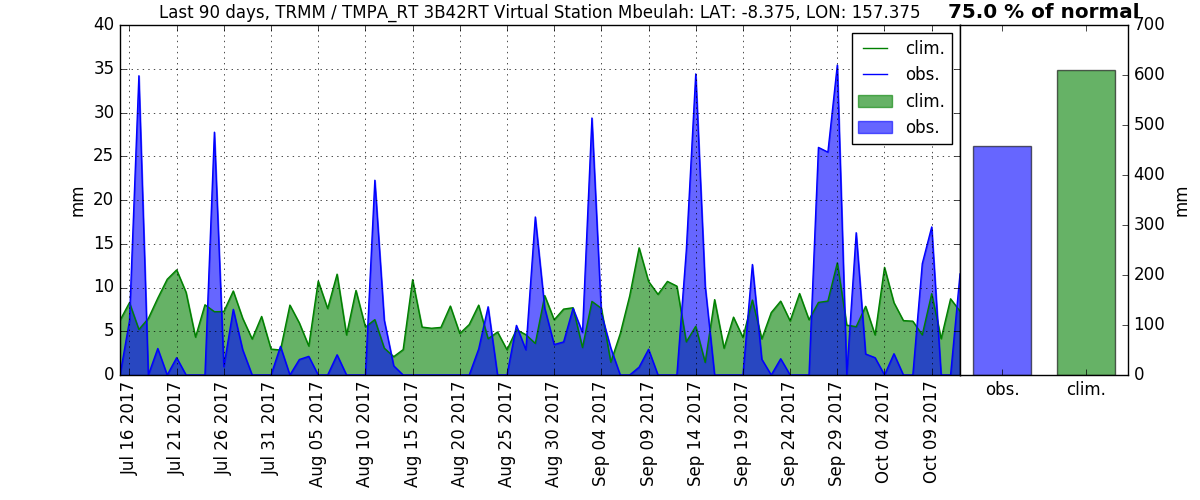 Last 90 days, TRMM / TMPA_RT 3B42RT Virtual Station Mbeulah: LAT: -8.375, LON: 157.375
75.0 % of normal
40
35
30
25
20
15
10
5
0
mm
clim.
obs.
clim.
obs.
Jul 16 2017
Jul 21 2017
Jul 26 2017
Jul 31 2017
Aug 05 2017
Aug 10 2017
Aug 15 2017
Aug 20 2017
Aug 25 2017
Aug 30 2017
Sep 04 2017
Sep 09 2017
Sep 14 2017
Sep 19 2017
Sep 24 2017
Sep 29 2017
Oct 04 2017
Oct 09 2017
700
600
500
400
300
200
100
0
mm
obs.
clim.